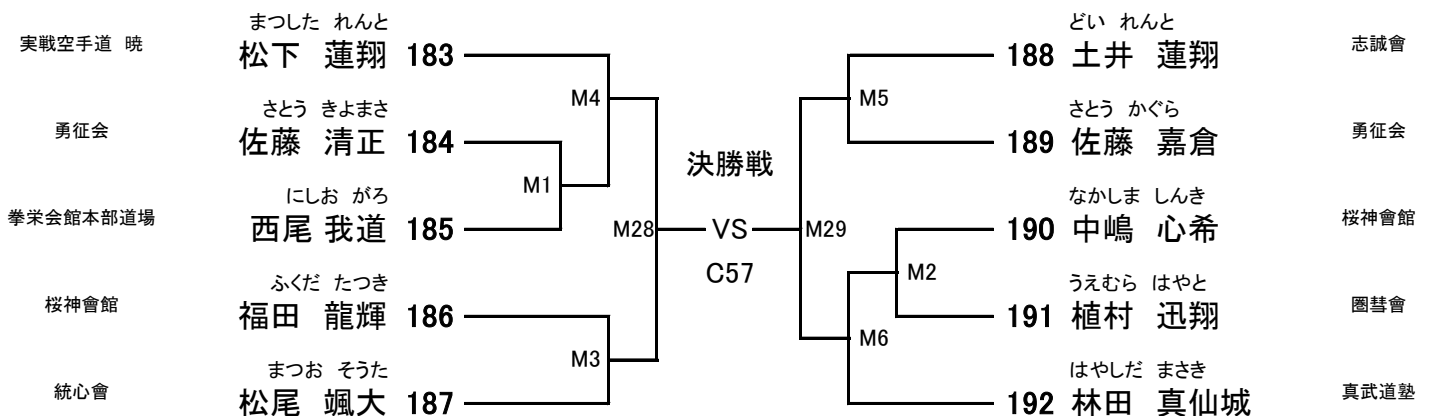 まつした れんと
実戦空手道 暁 松下 蓮翔 183
M4
さとう きよまさ
勇征会 佐藤 清正 184
M1
にしお がろ
拳栄会館本部道場 西尾 我道 185
M28
ふくだ たつき
桜神會館 福田 龍輝 186
M3
まつお そうた
統心會 松尾 颯大 187
決勝戦
VS
C57
どい れんと
188 土井 蓮翔 志誠會
M5
さとう かぐら
189 佐藤 嘉倉 勇征会
M29
なかしま しんき
190 中嶋 心希 桜神會館
M2
うえむら はやと
191 植村 迅翔 圏彗會
M6
はやしだ まさき
192 林田 真仙城 真武道塾